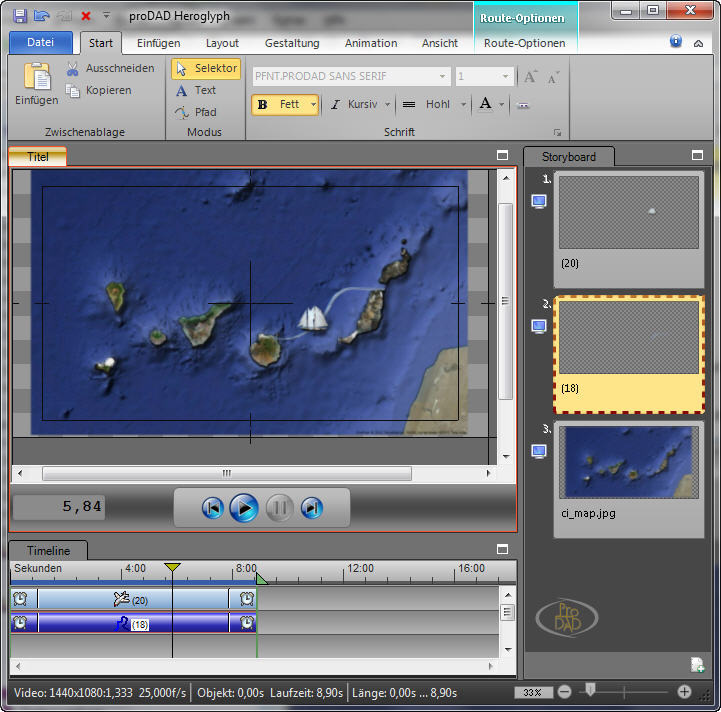 proDAD Heroglyph
Route-Optionen
Datei Start Einfügen Layout Gestaltung Animation Ansicht Route-Optionen
Einfügen
Ausschneiden
Kopieren
Zwischenablage
Selektor
Text
Pfad
Modus
PFNT.PRODAD SANS SERIF 1 A A
B Fett I Kursiv Hohl A
Schrift
Titel
Storyboard
1.
(20)
2.
(18)
3.
ci_map.jpg
5,84
Timeline
Sekunden 4:00 8:00 12:00 16:00
(20)
(18)
Pro
DAD
Video: 1440x1080:1,333 25,000f/s Objekt: 0,00s Laufzeit: 8,90s Länge: 0,00s ... 8,90s 33%